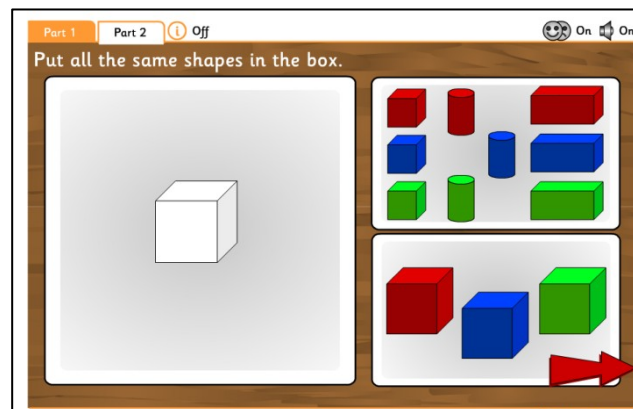 Part 1 Part 2 i Off On On
Put all the same shapes in the box.